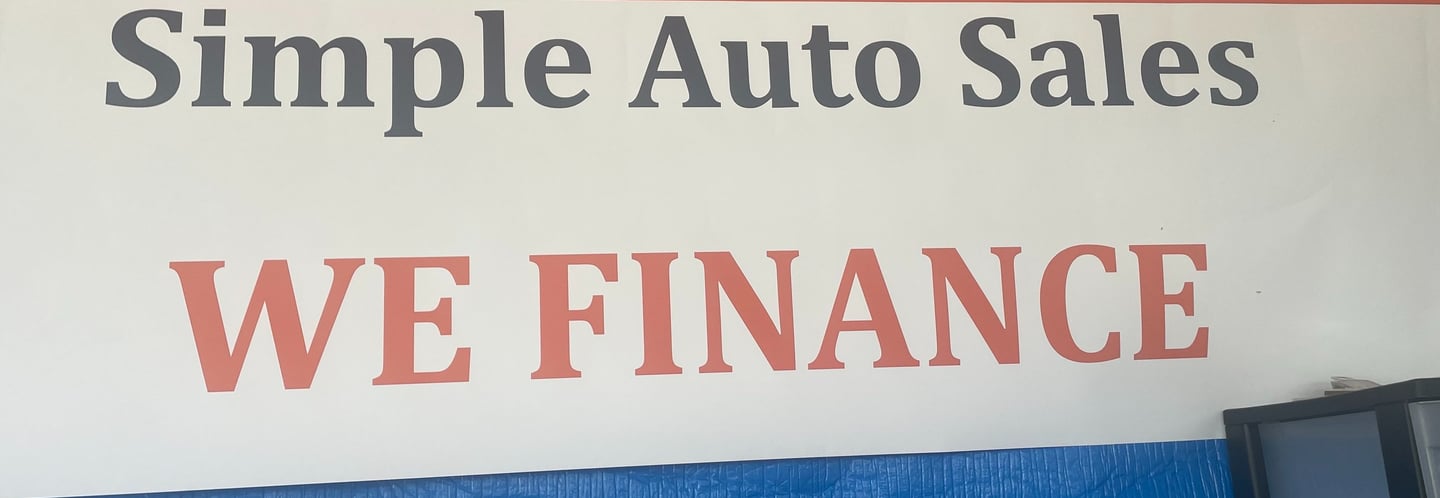 Simple Auto Sales
WE FINANCE